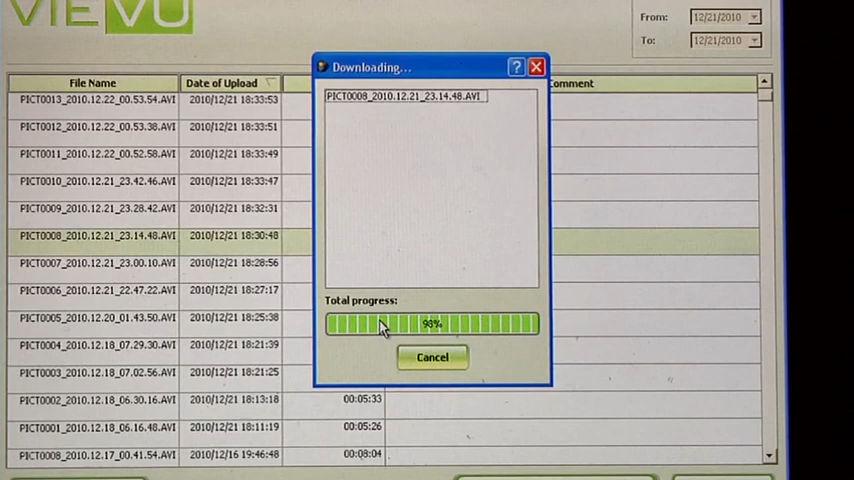 VIEVU
From: 12/21/2010
To: 12/21/2010
File Name Date of Upload Comment
PICT0013_2010.12.22_00.53.54.AVI 2010/12/21 18:33:53
PICT0012_2010.12.22_00.53.38.AVI 2010/12/21 18:33:51
PICT0011_2010.12.22_00.52.58.AVI 2010/12/21 18:33:49
PICT0010_2010.12.21_23.42.46.AVI 2010/12/21 18:33:47
PICT0009_2010.12.21_23.28.42.AVI 2010/12/21 18:32:31
PICT0008_2010.12.21_23.14.48.AVI 2010/12/21 18:30:48
PICT0007_2010.12.21_23.00.10.AVI 2010/12/21 18:28:56
PICT0006_2010.12.21_22.47.22.AVI 2010/12/21 18:27:17
PICT0005_2010.12.20_01.43.50.AVI 2010/12/21 18:25:38
PICT0004_2010.12.18_07.29.30.AVI 2010/12/21 18:21:39
PICT0003_2010.12.18_07.02.56.AVI 2010/12/21 18:21:25
PICT0002_2010.12.18_06.30.16.AVI 2010/12/21 18:13:18 00:05:33
PICT0001_2010.12.18_06.16.48.AVI 2010/12/21 18:11:19 00:05:26
PICT0008_2010.12.17_00.41.54.AVI 2010/12/16 19:46:48 00:08:04
Downloading...
PICT0008_2010.12.21_23.14.48.AVI
Total progress:
98%
Cancel